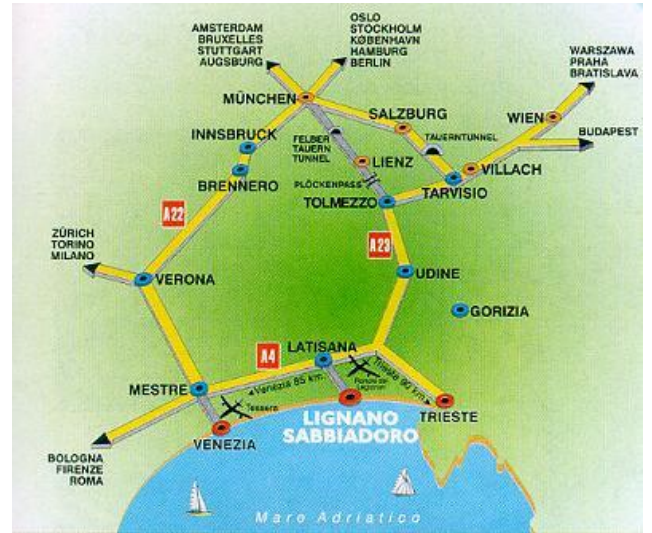 AMSTERDAM
BRUXELLES
STUTTGART
AUGSBURG
OSLO
STOCKHOLM
KØBENHAVN
HAMBURG
BERLIN
WARSZAWA
PRAHA
BRATISLAVA
MÜNCHEN
SALZBURG
WIEN
INNSBRUCK
FELBER
TAUERN
TUNNEL
TAUERNTUNNEL
BUDAPEST
LIENZ
BRENNERO
VILLACH
PLÖCKENPASS
TARVISIO
TOLMEZZO
A22
ZÜRICH
TORINO
MILANO
A23
VERONA
UDINE
GORIZIA
LATISANA
A4
Venezia 85 km.
Trieste 90 km.
MESTRE
Tessera
LIGNANO
SABBIADORO
TRIESTE
VENEZIA
BOLOGNA
FIRENZE
ROMA
Mare Adriatico